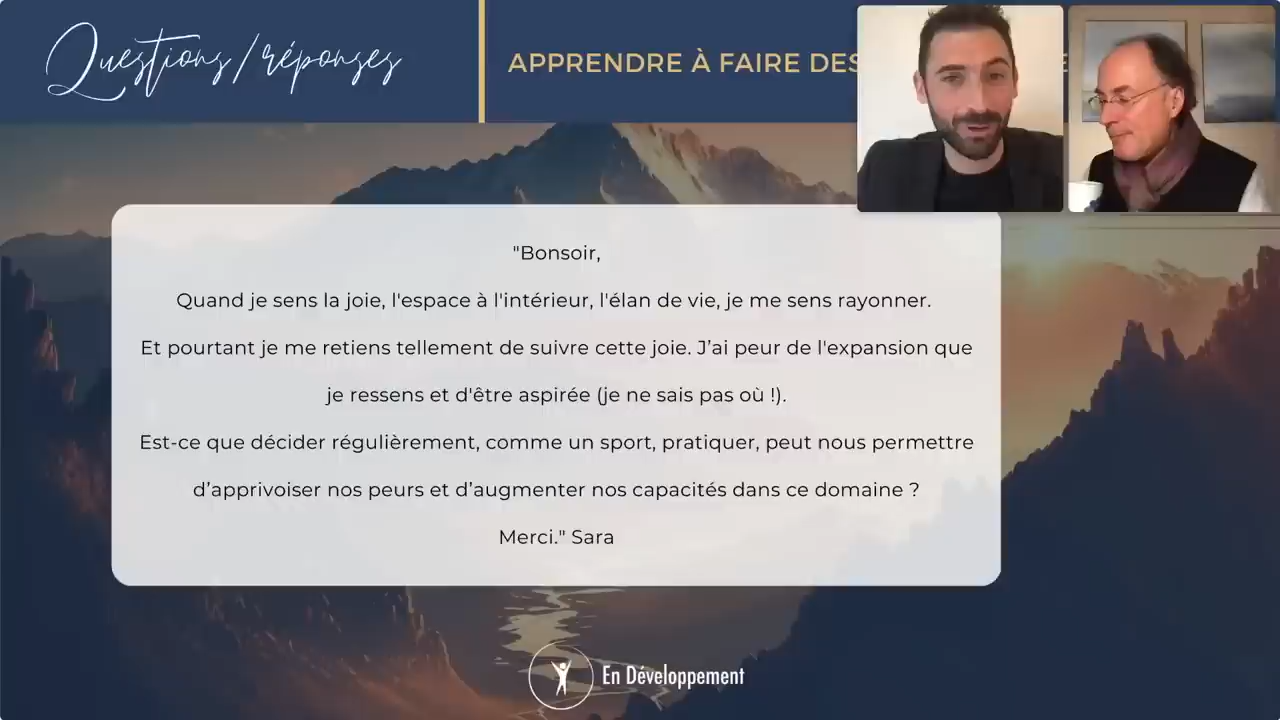 Questions/réponses
APPRENDRE À FAIRE DES
"Bonsoir,
Quand je sens la joie, l'espace à l'intérieur, l'élan de vie, je me sens rayonner.
Et pourtant je me retiens tellement de suivre cette joie. J’ai peur de l'expansion que
je ressens et d'être aspirée (je ne sais pas où !).
Est-ce que décider régulièrement, comme un sport, pratiquer, peut nous permettre
d’apprivoiser nos peurs et d’augmenter nos capacités dans ce domaine ?
Merci." Sara
En Développement